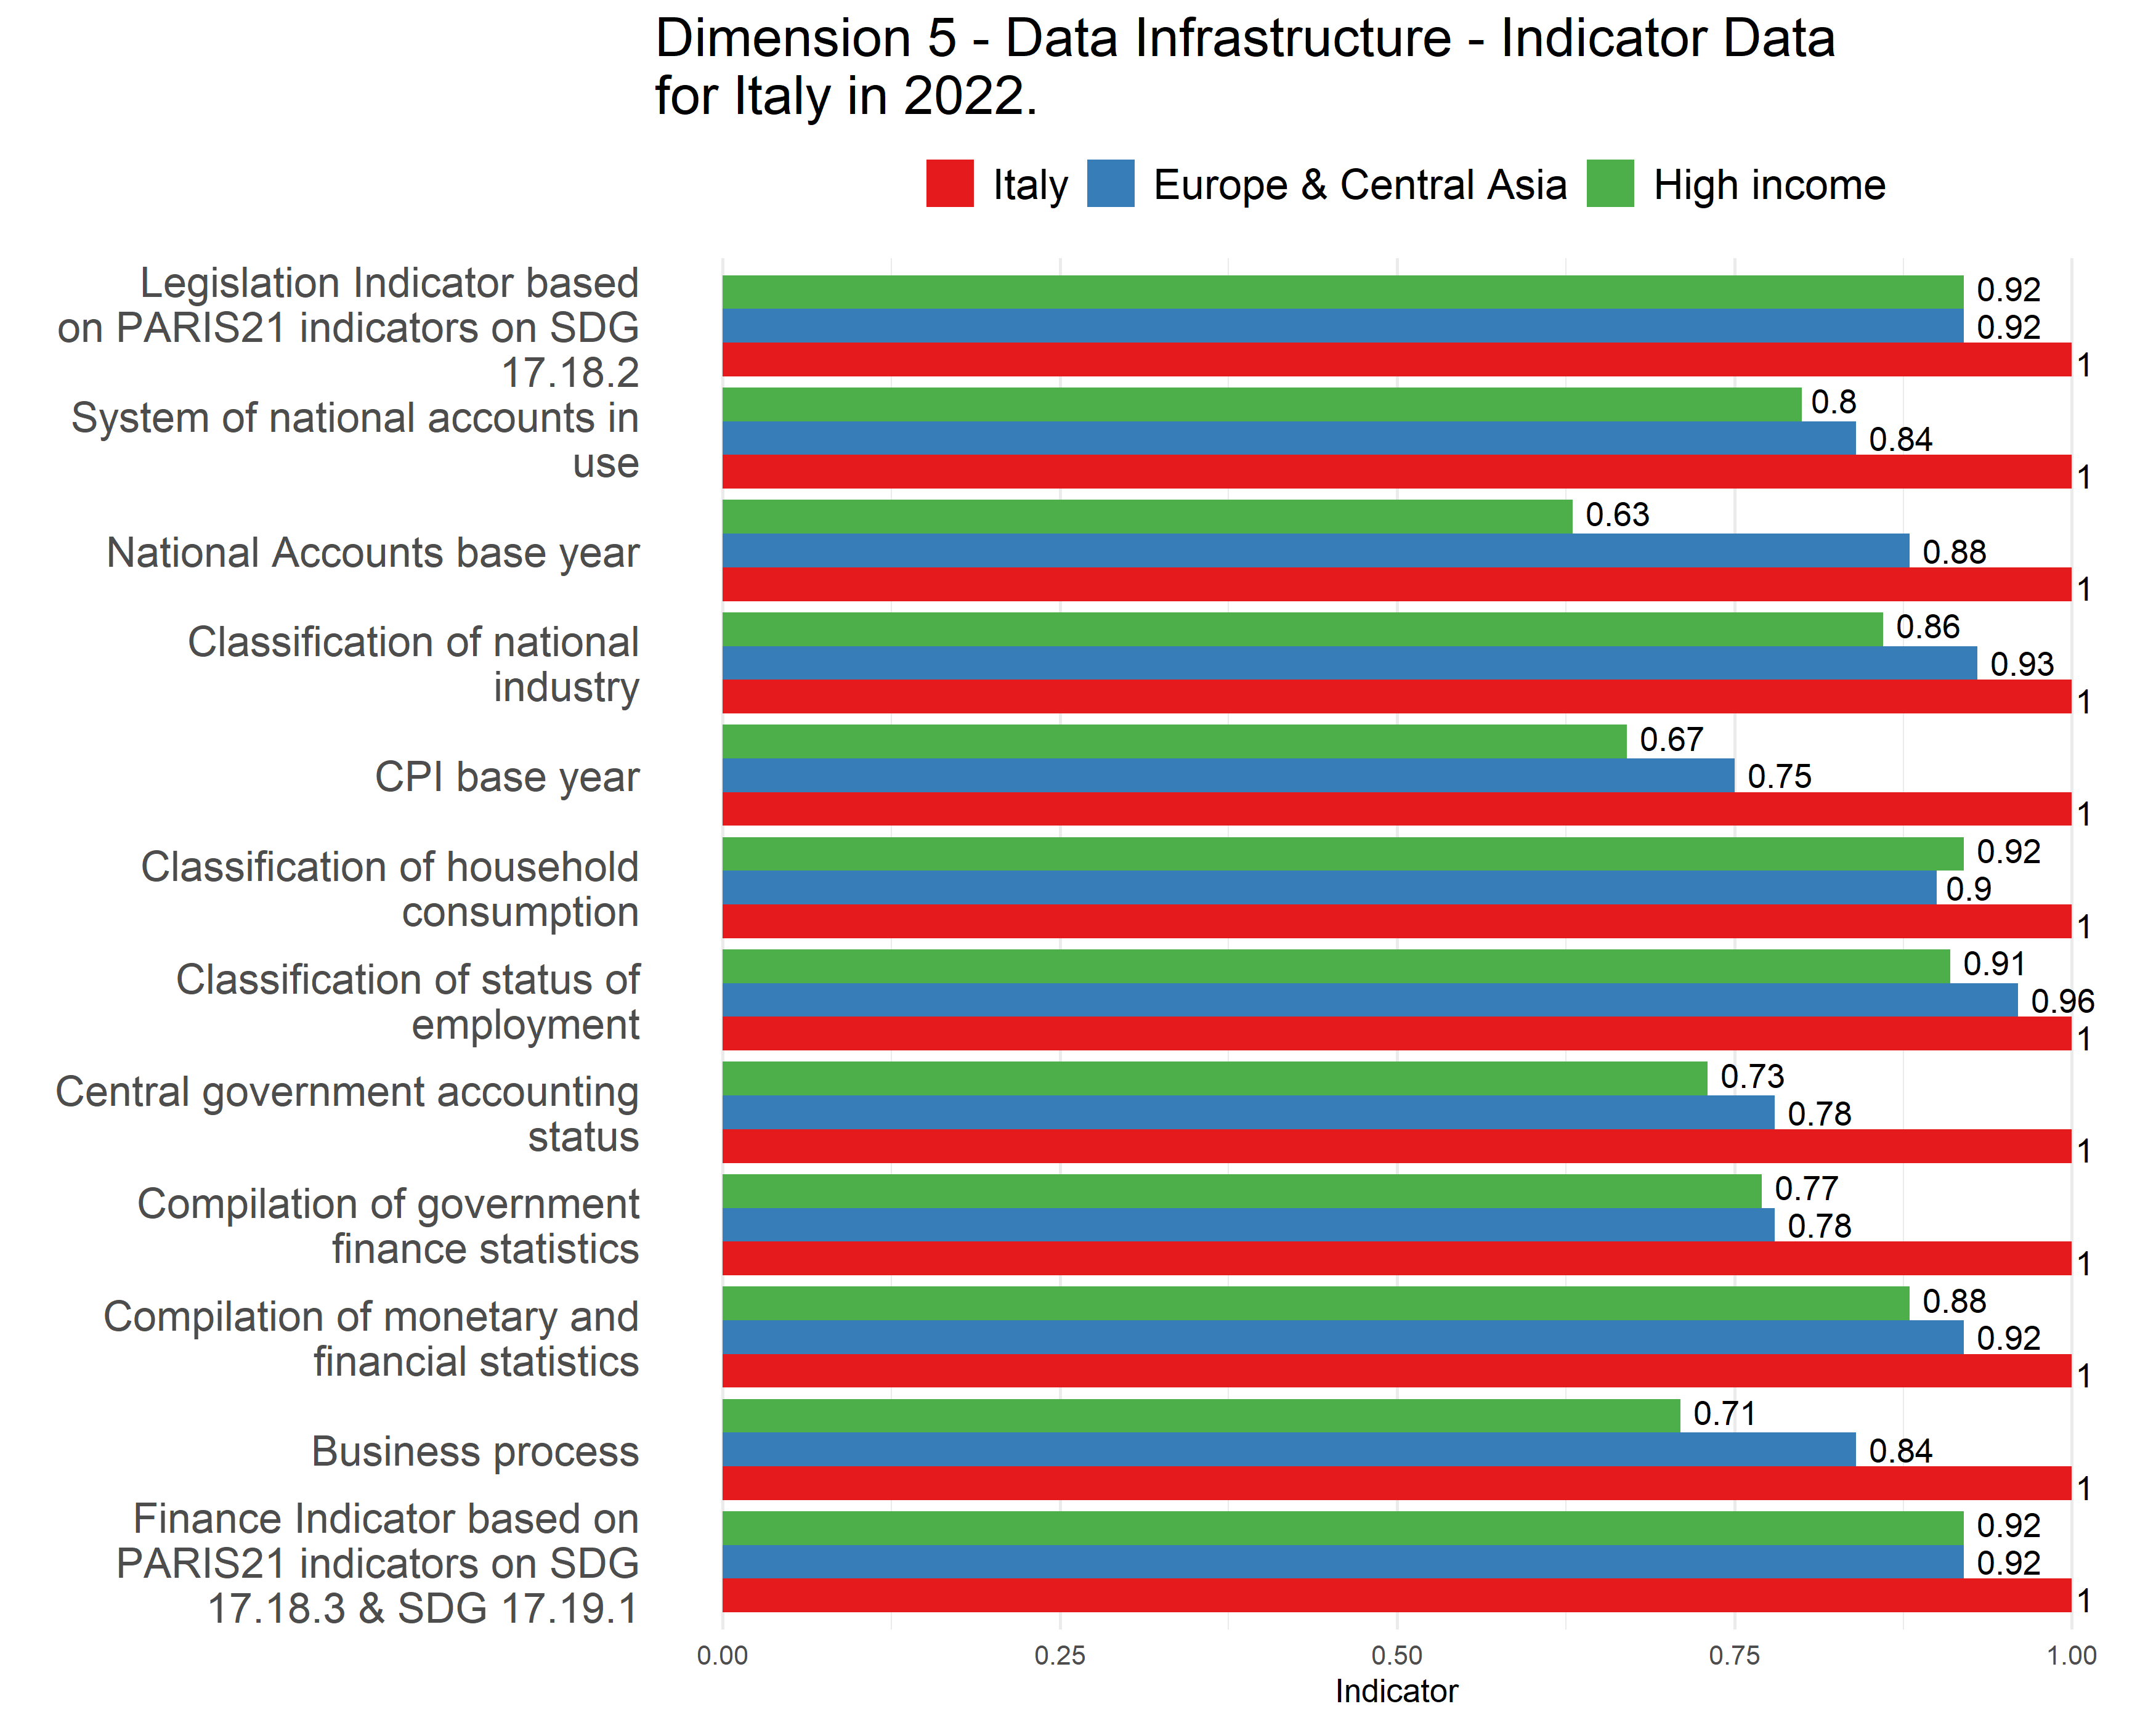 Dimension 5 - Data Infrastructure - Indicator Data
for Italy in 2022.
Italy Europe & Central Asia High income
Legislation Indicator based
on PARIS21 indicators on SDG
17.18.2
0.92
0.92
1
System of national accounts in
use
0.8
0.84
1
National Accounts base year
0.63
0.88
1
Classification of national
industry
0.86
0.93
1
CPI base year
0.67
0.75
1
Classification of household
consumption
0.92
0.9
1
Classification of status of
employment
0.91
0.96
1
Central government accounting
status
0.73
0.78
1
Compilation of government
finance statistics
0.77
0.78
1
Compilation of monetary and
financial statistics
0.88
0.92
1
Business process
0.71
0.84
1
Finance Indicator based on
PARIS21 indicators on SDG
17.18.3 & SDG 17.19.1
0.92
0.92
1
0.00 0.25 0.50 0.75 1.00
Indicator